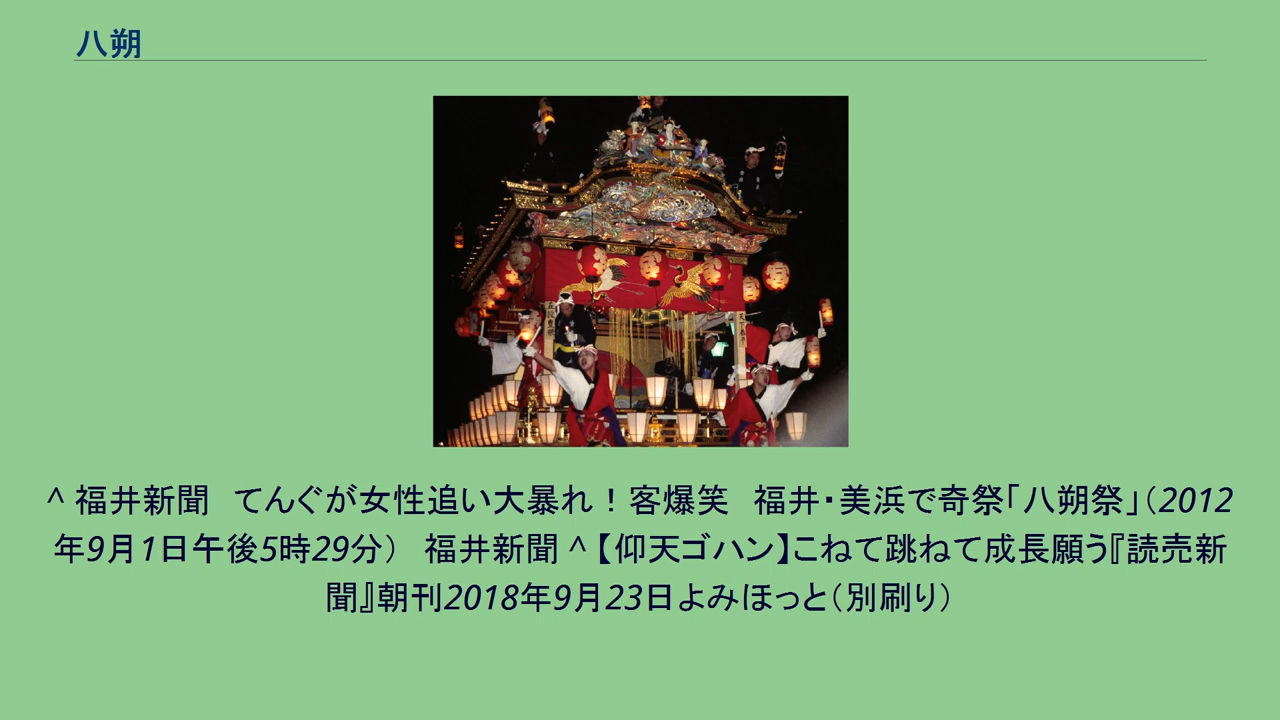 八朔
^ 福井新聞　てんぐが女性追い大暴れ！客爆笑　福井・美浜で奇祭「八朔祭」（2012
年9月1日午後5時29分）　福井新聞 ^ 【仰天ゴハン】こねて跳ねて成長願う『読売新
聞』朝刊2018年9月23日よみほっと（別刷り）